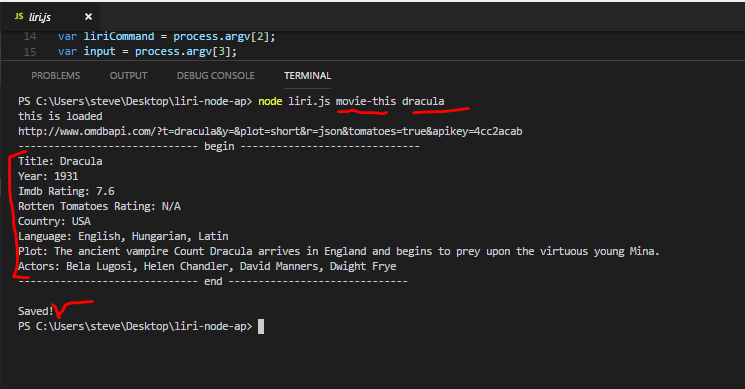 JS liri.js ×
14 var liriCommand = process.argv[2];
15 var input = process.argv[3];
PROBLEMS OUTPUT DEBUG CONSOLE TERMINAL
PS C:\Users\steve\Desktop\liri-node-ap> node liri.js movie-this dracula
this is loaded
http://www.omdbapi.com/?t=dracula&y=&plot=short&r=json&tomatoes=true&apikey=4cc2acab
------------------------------ begin ------------------------------
Title: Dracula
Year: 1931
Imdb Rating: 7.6
Rotten Tomatoes Rating: N/A
Country: USA
Language: English, Hungarian, Latin
Plot: The ancient vampire Count Dracula arrives in England and begins to prey upon the virtuous young Mina.
Actors: Bela Lugosi, Helen Chandler, David Manners, Dwight Frye
------------------------------ end ------------------------------
Saved!
PS C:\Users\steve\Desktop\liri-node-ap>